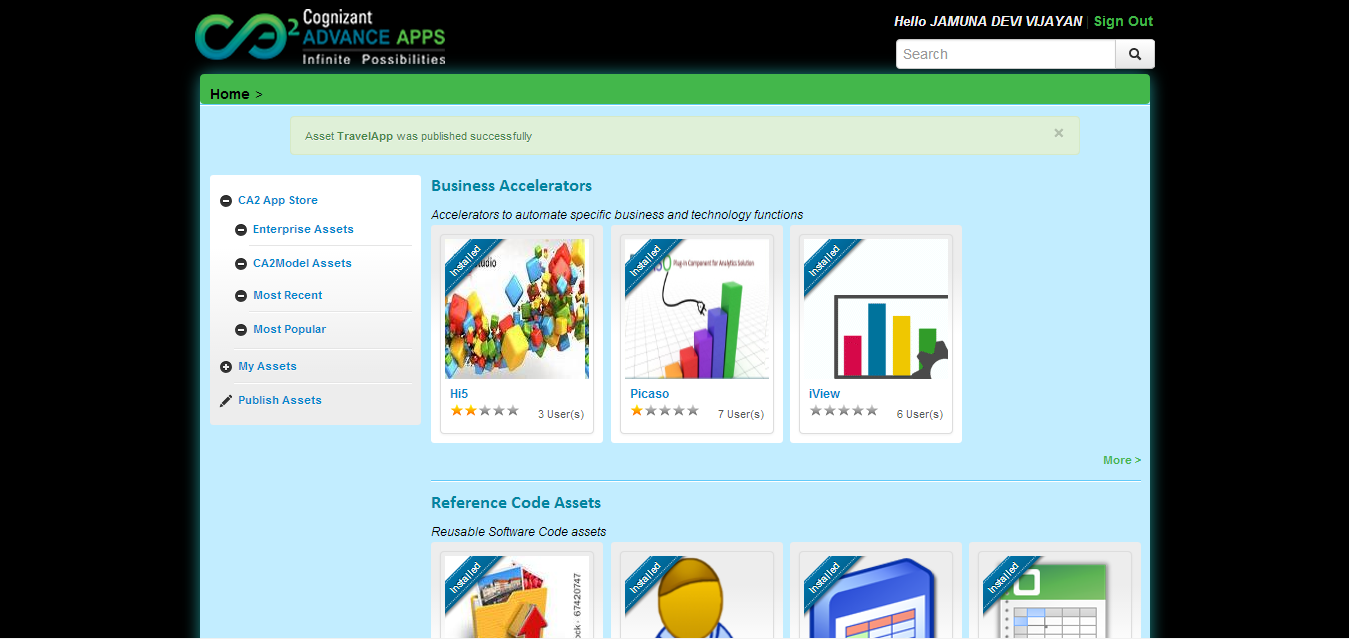 Cognizant
ADVANCE APPS
Infinite Possibilities
Hello JAMUNA DEVI VIJAYAN | Sign Out
Search
Home >
Asset TravelApp was published successfully ×
CA2 App Store
Enterprise Assets
CA2Model Assets
Most Recent
Most Popular
My Assets
Publish Assets
Business Accelerators
Accelerators to automate specific business and technology functions
Installed
Installed
Plug-in Component for Analytics Solution
Installed
Hi5
3 User(s)
Picaso
7 User(s)
iView
6 User(s)
More >
Reference Code Assets
Reusable Software Code assets
Installed
67420747
Installed
Installed
Installed